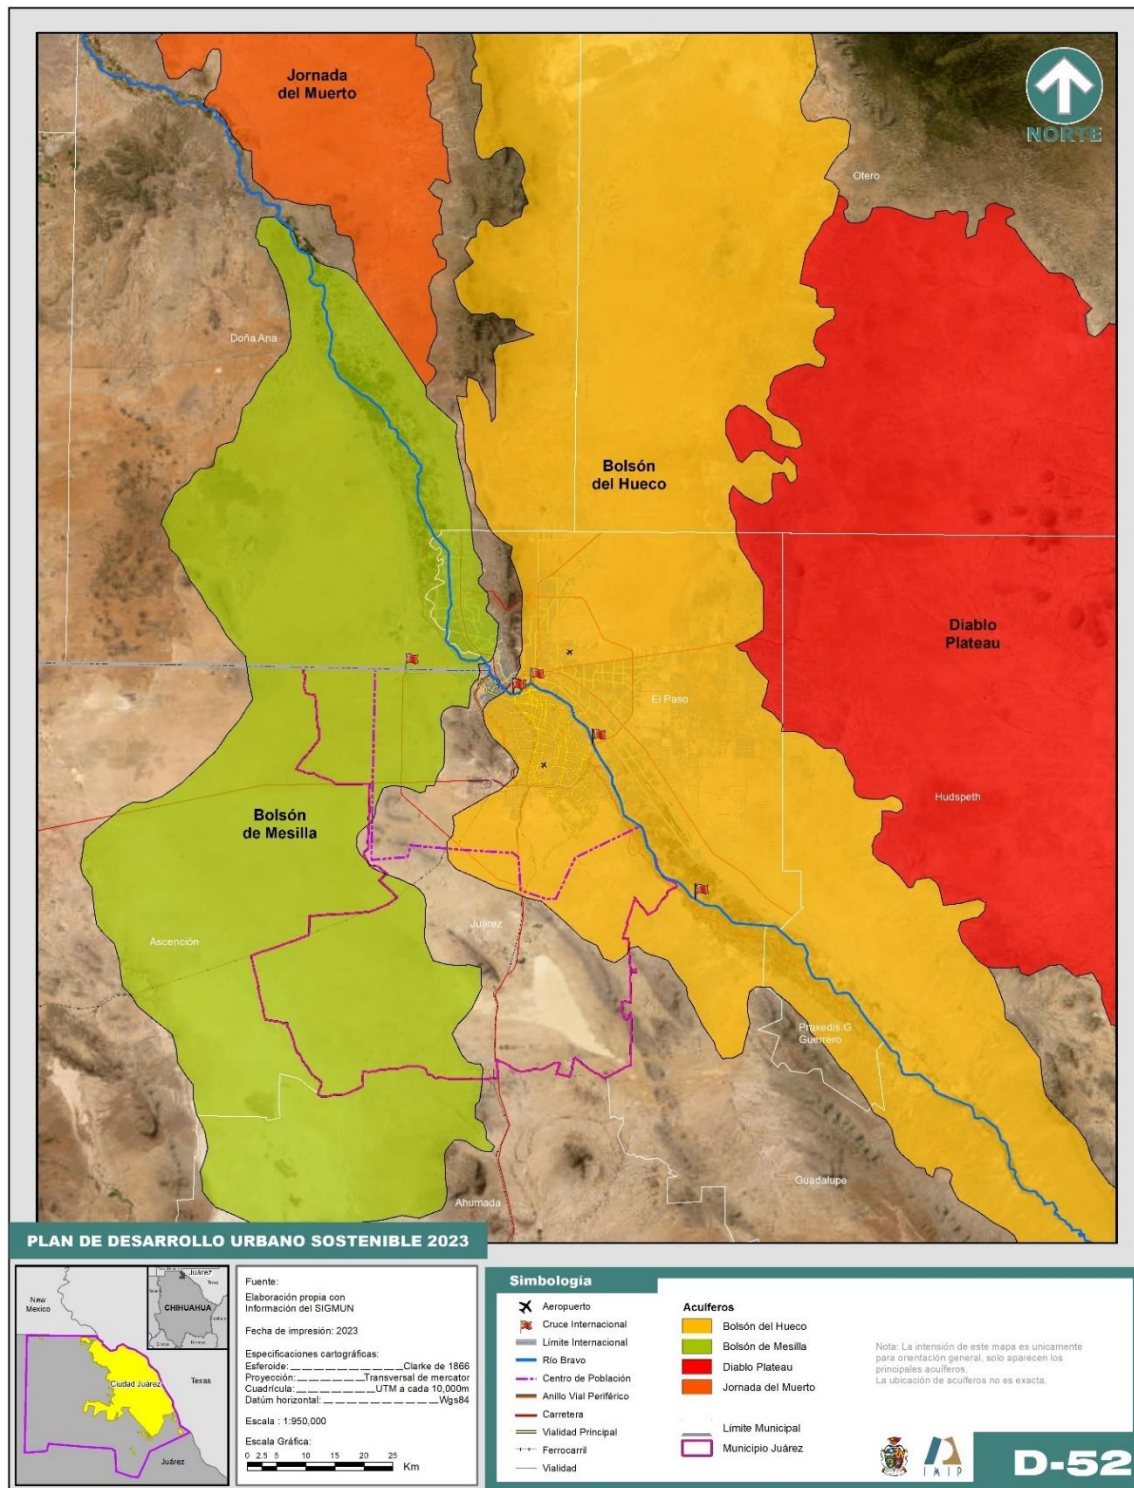 Jornada
del Muerto
NORTE
Otero
Doña Ana
Bolsón
del Hueco
Diablo
Plateau
El Paso
Hudspeth
Bolsón
de Mesilla
Ascención
Juárez
Praxedis G.
Guerrero
Guadalupe
Ahumada
PLAN DE DESARROLLO URBANO SOSTENIBLE 2023
New
Mexico
Juárez
CHIHUAHUA
Ciudad Juárez
Texas
Juárez
Fuente:
Elaboración propia con
Información del SIGMUN
Fecha de impresión: 2023
Especificaciones cartográficas:
Esferoide: Clarke de 1866
Proyección: Transversal de mercator
Cuadrícula: UTM a cada 10,000m
Datúm horizontal: Wgs84
Escala : 1:950,000
Escala Gráfica:
0 2.5 5 10 15 20 25
Km
Simbología
Aeropuerto
Cruce Internacional
Límite Internacional
Río Bravo
Centro de Población
Anillo Vial Periférico
Carretera
Vialidad Principal
Ferrocarril
Vialidad
Acuíferos
Bolsón del Hueco
Bolsón de Mesilla
Diablo Plateau
Jornada del Muerto
Límite Municipal
Municipio Juárez
Nota: La intensión de este mapa es unicamente
para orientación general, solo aparecen los
principales acuíferos.
La ubicación de acuíferos no es exacta.
IMIP
D-52